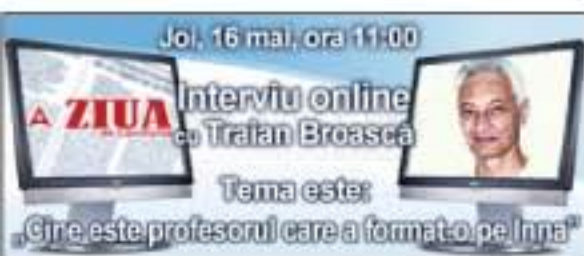 Joi, 16 mai, ora 11:00
ZIUA
Interviu online
cu Traian Broască
Tema este:
„Cine este profesorul care a format-o pe Inna"